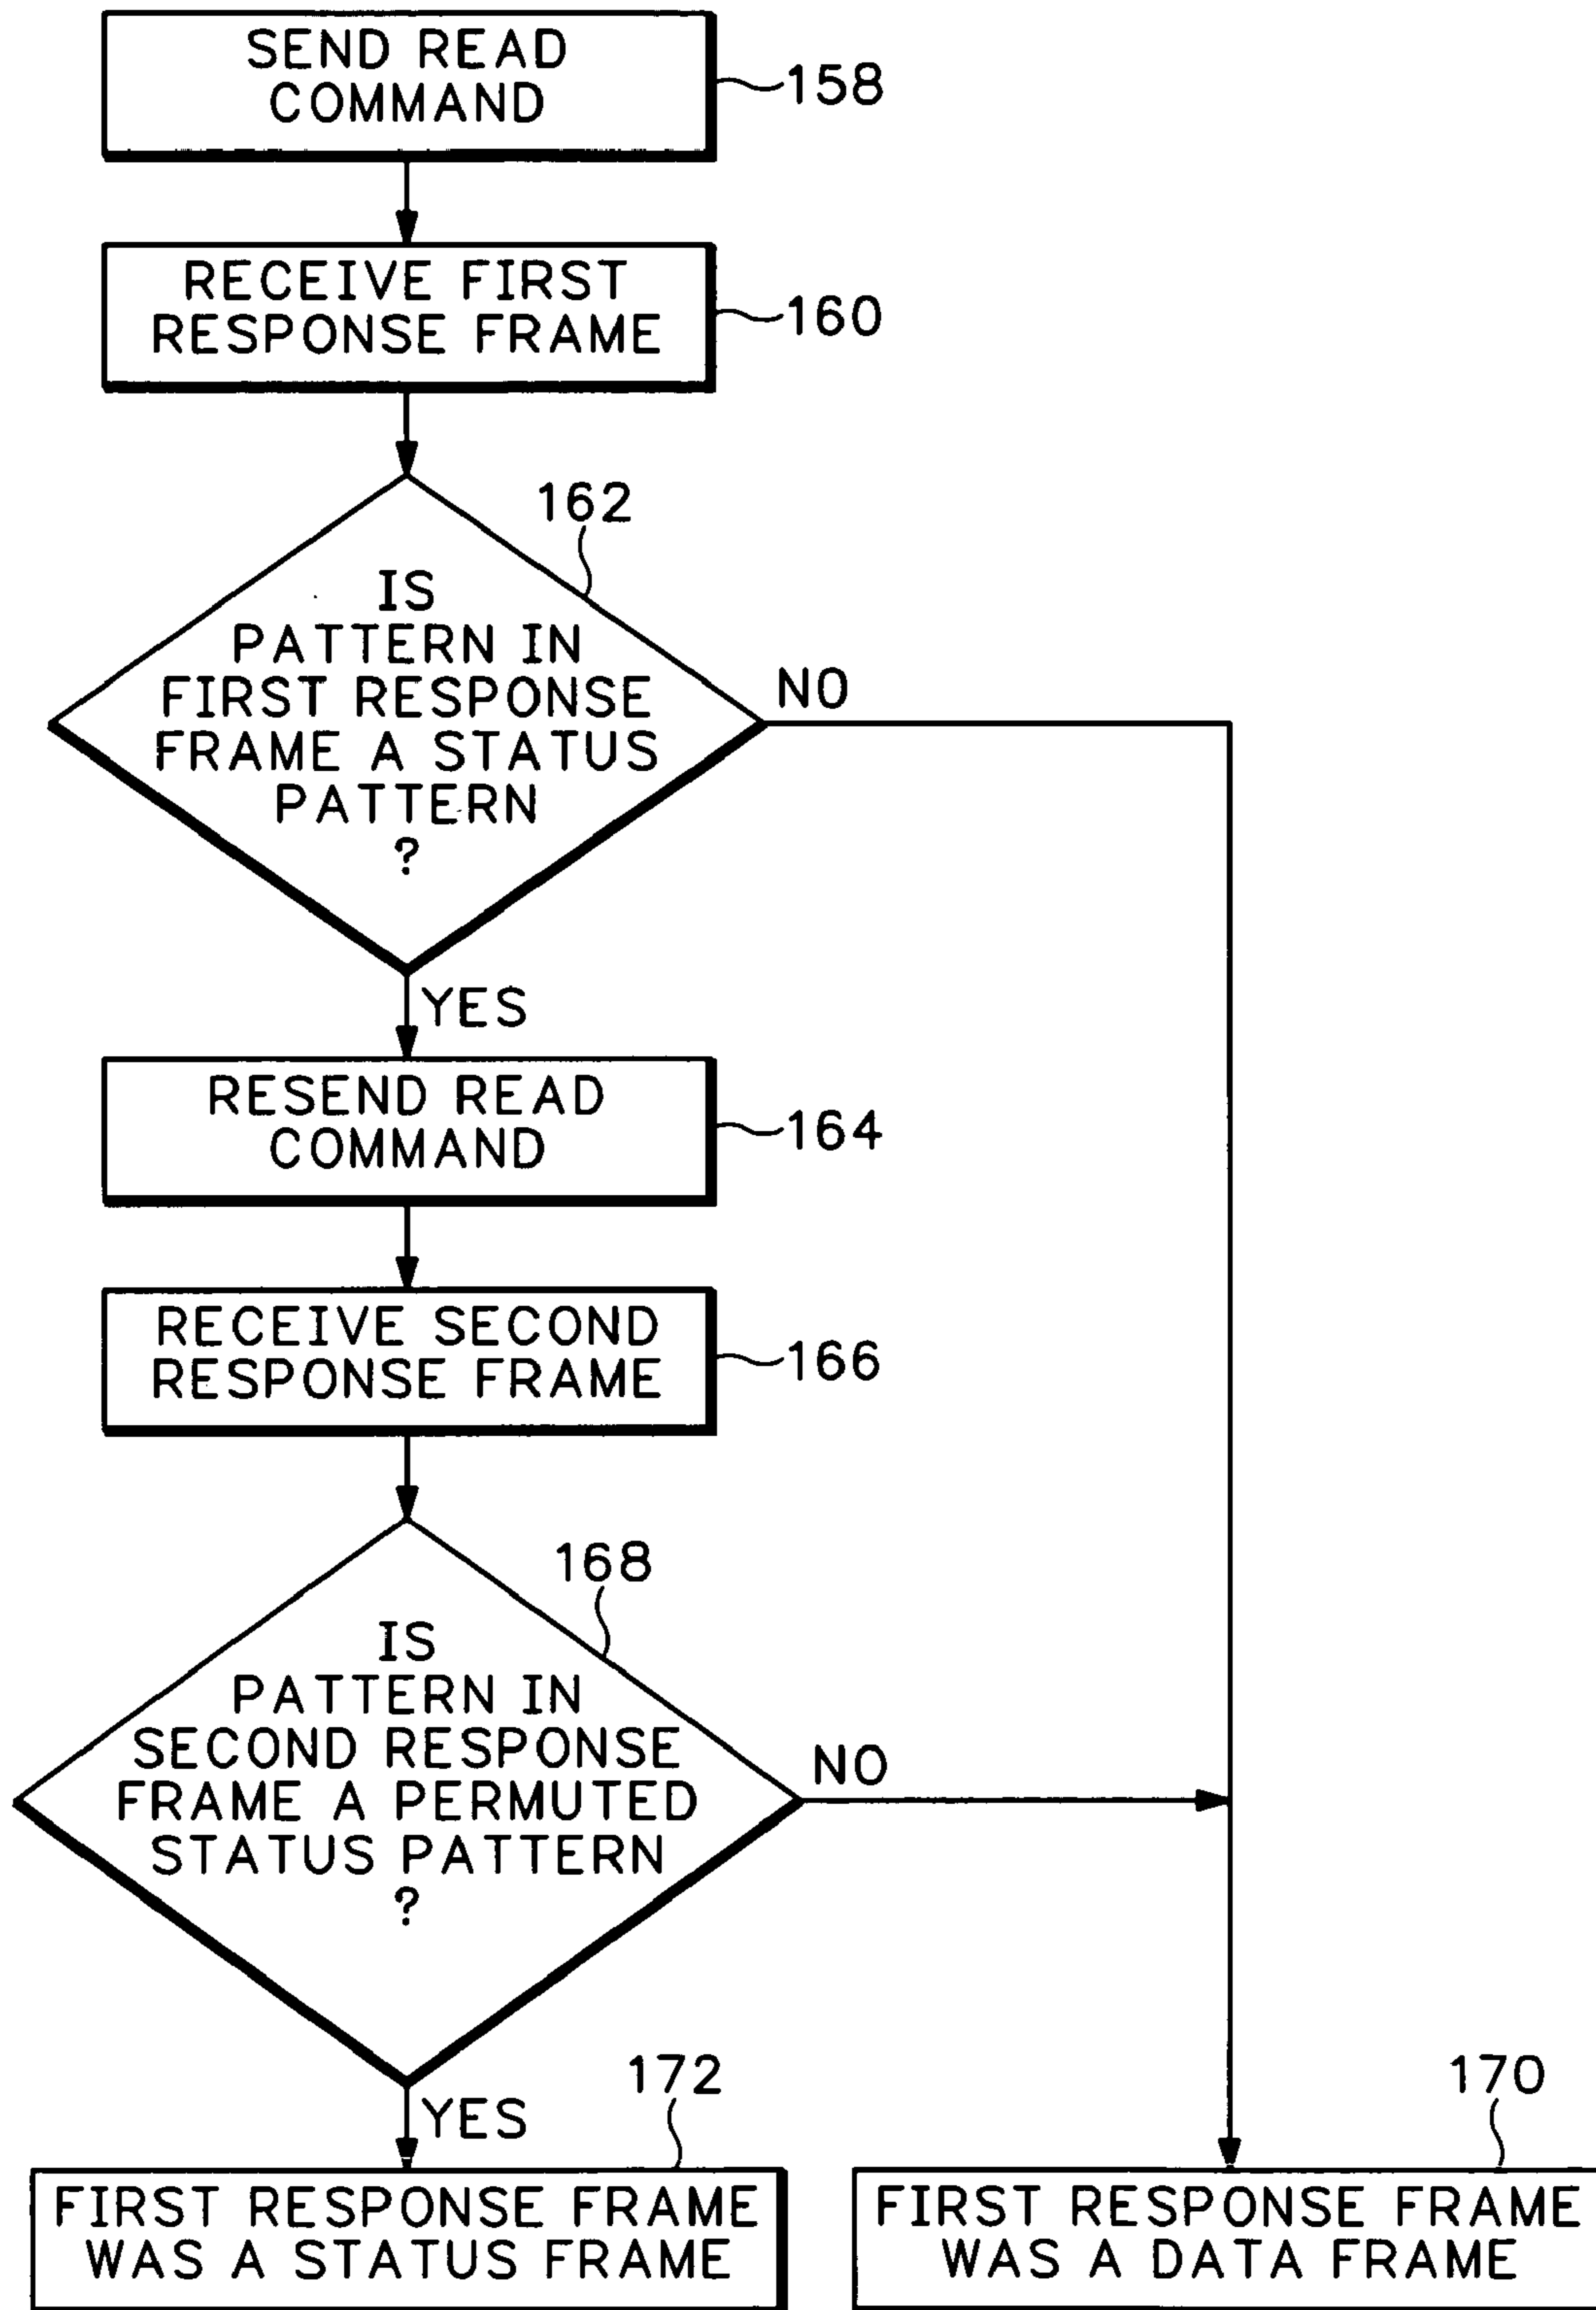 SEND READ
COMMAND
158
RECEIVE FIRST
RESPONSE FRAME
160
162
IS
PATTERN IN
FIRST RESPONSE
FRAME A STATUS
PATTERN
?
NO
YES
RESEND READ
COMMAND
164
RECEIVE SECOND
RESPONSE FRAME
166
168
IS
PATTERN IN
SECOND RESPONSE
FRAME A PERMUTED
STATUS PATTERN
?
NO
YES
172
170
FIRST RESPONSE FRAME
WAS A STATUS FRAME
FIRST RESPONSE FRAME
WAS A DATA FRAME